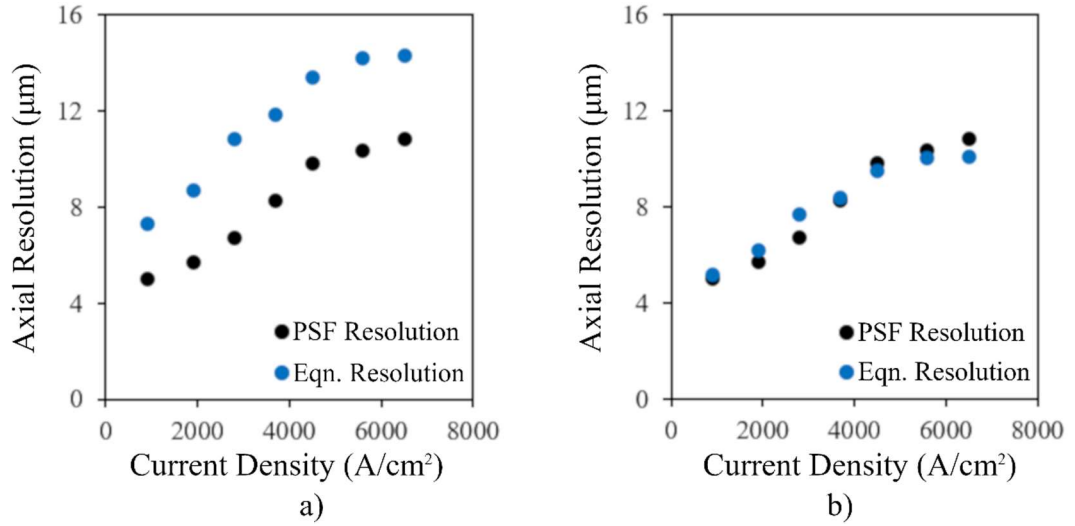 16
12
8
4
0
Axial Resolution (μm)
PSF Resolution
Eqn. Resolution
0 2000 4000 6000 8000
Current Density (A/cm²)
a)
16
12
8
4
0
Axial Resolution (μm)
PSF Resolution
Eqn. Resolution
0 2000 4000 6000 8000
Current Density (A/cm²)
b)